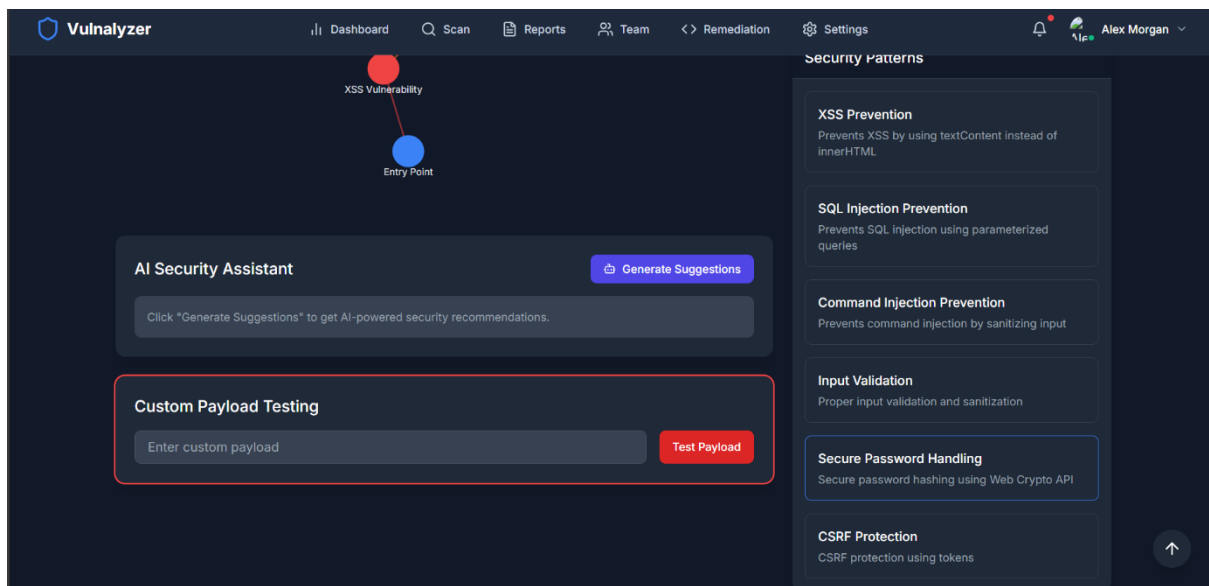 Vulnalyzer
Dashboard
Scan
Reports
Team
Remediation
Settings
Alex Morgan
XSS Vulnerability
Entry Point
AI Security Assistant
Generate Suggestions
Click "Generate Suggestions" to get AI-powered security recommendations.
Custom Payload Testing
Enter custom payload
Test Payload
Security Patterns
XSS Prevention
Prevents XSS by using textContent instead of
innerHTML
SQL Injection Prevention
Prevents SQL injection using parameterized
queries
Command Injection Prevention
Prevents command injection by sanitizing input
Input Validation
Proper input validation and sanitization
Secure Password Handling
Secure password hashing using Web Crypto API
CSRF Protection
CSRF protection using tokens